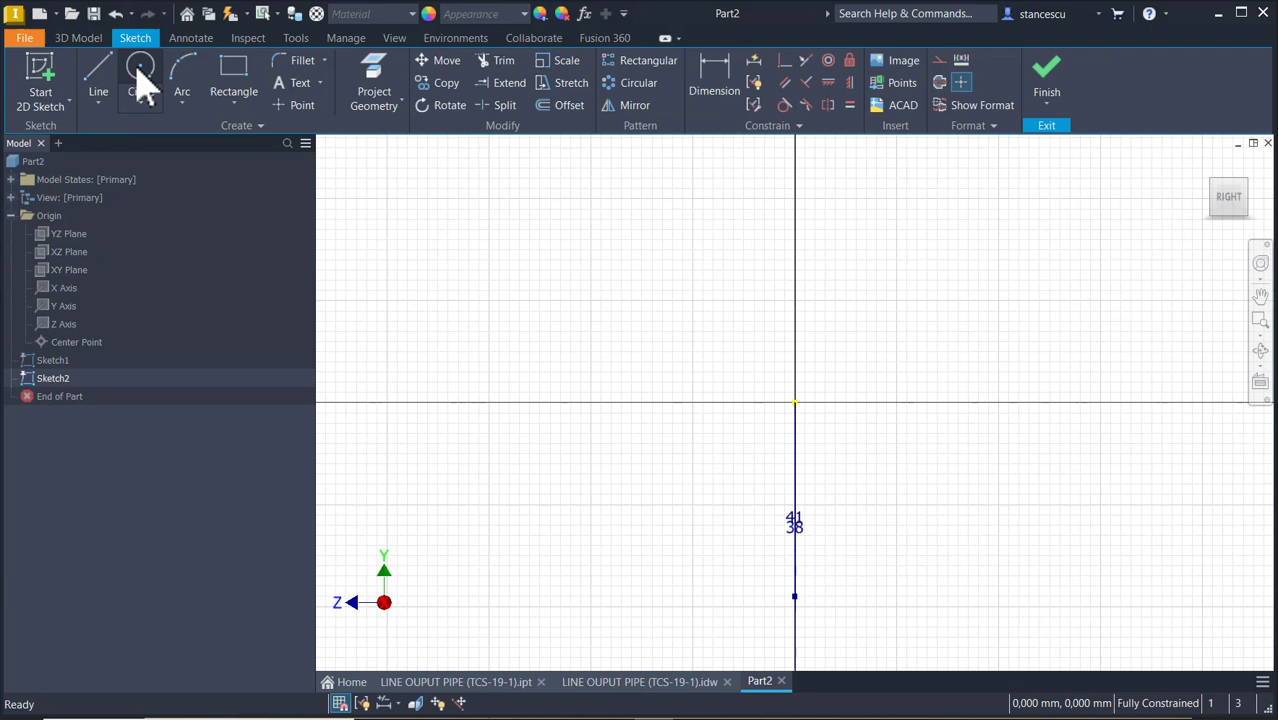 Material
Appearance
Part2
Search Help & Commands...
stancescu
File
3D Model
Sketch
Annotate
Inspect
Tools
Manage
View
Environments
Collaborate
Fusion 360
Start
2D Sketch
Line
Arc
Rectangle
Fillet
Text
Point
Project
Geometry
Move
Copy
Rotate
Trim
Extend
Split
Scale
Stretch
Offset
Rectangular
Circular
Mirror
Dimension
Image
Points
ACAD
Show Format
Finish
Sketch
Create
Modify
Pattern
Constrain
Insert
Format
Exit
Model
Part2
Model States: [Primary]
View: [Primary]
Origin
YZ Plane
XZ Plane
XY Plane
X Axis
Y Axis
Z Axis
Center Point
Sketch1
Sketch2
End of Part
RIGHT
41
38
Y
Z
Home
LINE OUPUT PIPE (TCS-19-1).ipt
LINE OUPUT PIPE (TCS-19-1).idw
Part2
Ready
0,000 mm, 0,000 mm
Fully Constrained
1
3